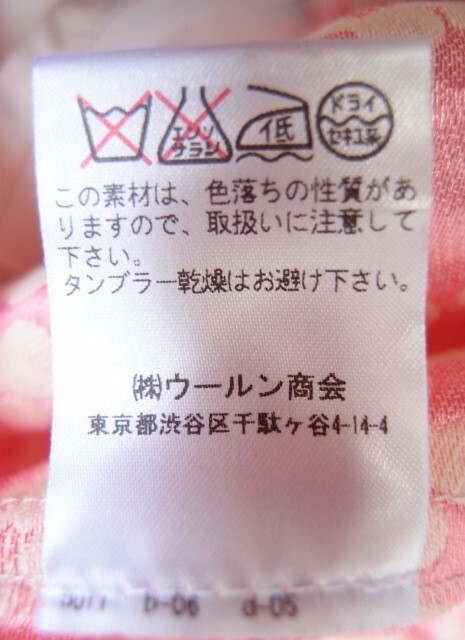 エンソ サラシ 低 ドライ セキユ系
この素材は、色落ちの性質があ
りますので、取扱いに注意して
下さい。
タンブラー乾燥はお避け下さい。
㈱ウールン商会
東京都渋谷区千駄ヶ谷4-14-4
b-06 d-05